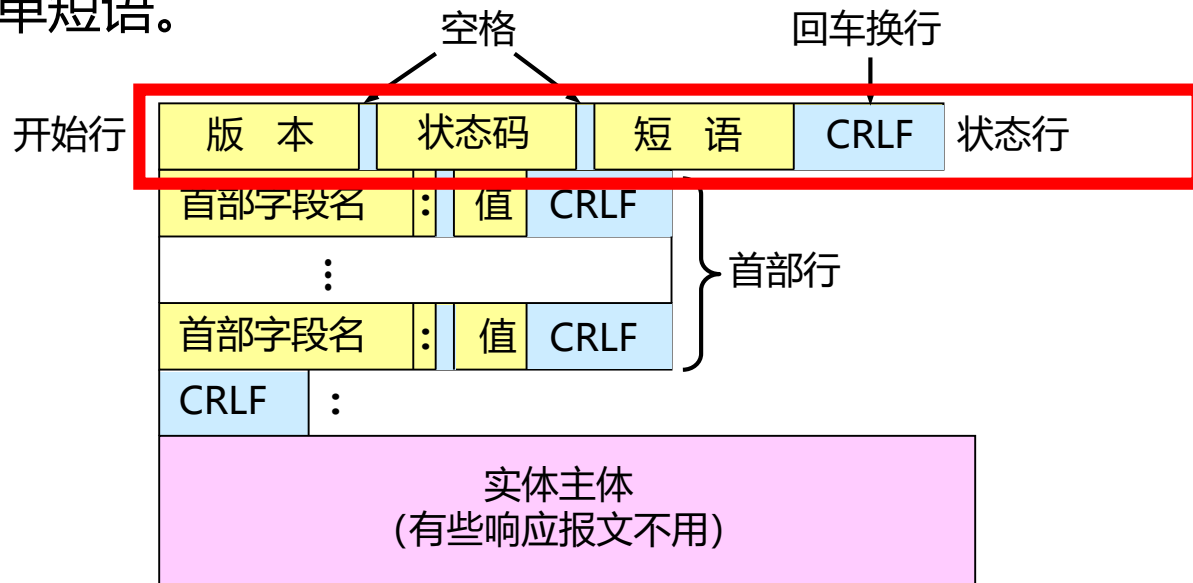 单短语。
空格 回车换行
开始行 版 本 状态码 短 语 CRLF 状态行
首部字段名 : 值 CRLF
⋮ 首部行
首部字段名 : 值 CRLF
CRLF :
实体主体
(有些响应报文不用)